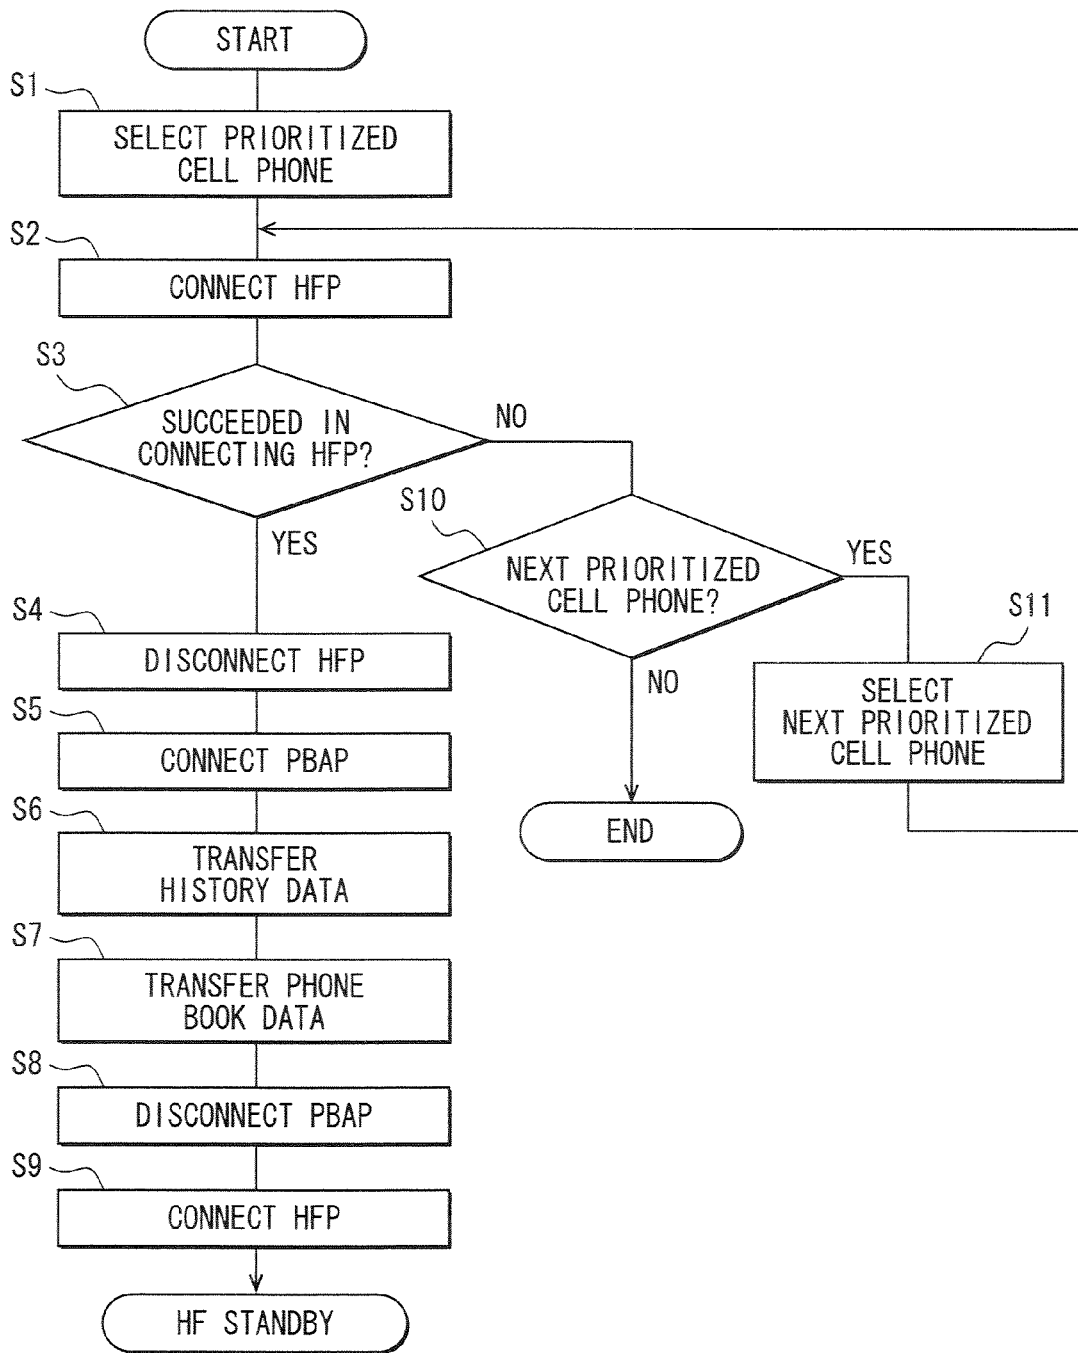 START
S1
SELECT PRIORITIZED
CELL PHONE
S2
CONNECT HFP
S3
SUCCEEDED IN
CONNECTING HFP?
NO
YES
S10
NEXT PRIORITIZED
CELL PHONE?
YES
NO
S11
SELECT
NEXT PRIORITIZED
CELL PHONE
END
S4
DISCONNECT HFP
S5
CONNECT PBAP
S6
TRANSFER
HISTORY DATA
S7
TRANSFER PHONE
BOOK DATA
S8
DISCONNECT PBAP
S9
CONNECT HFP
HF STANDBY